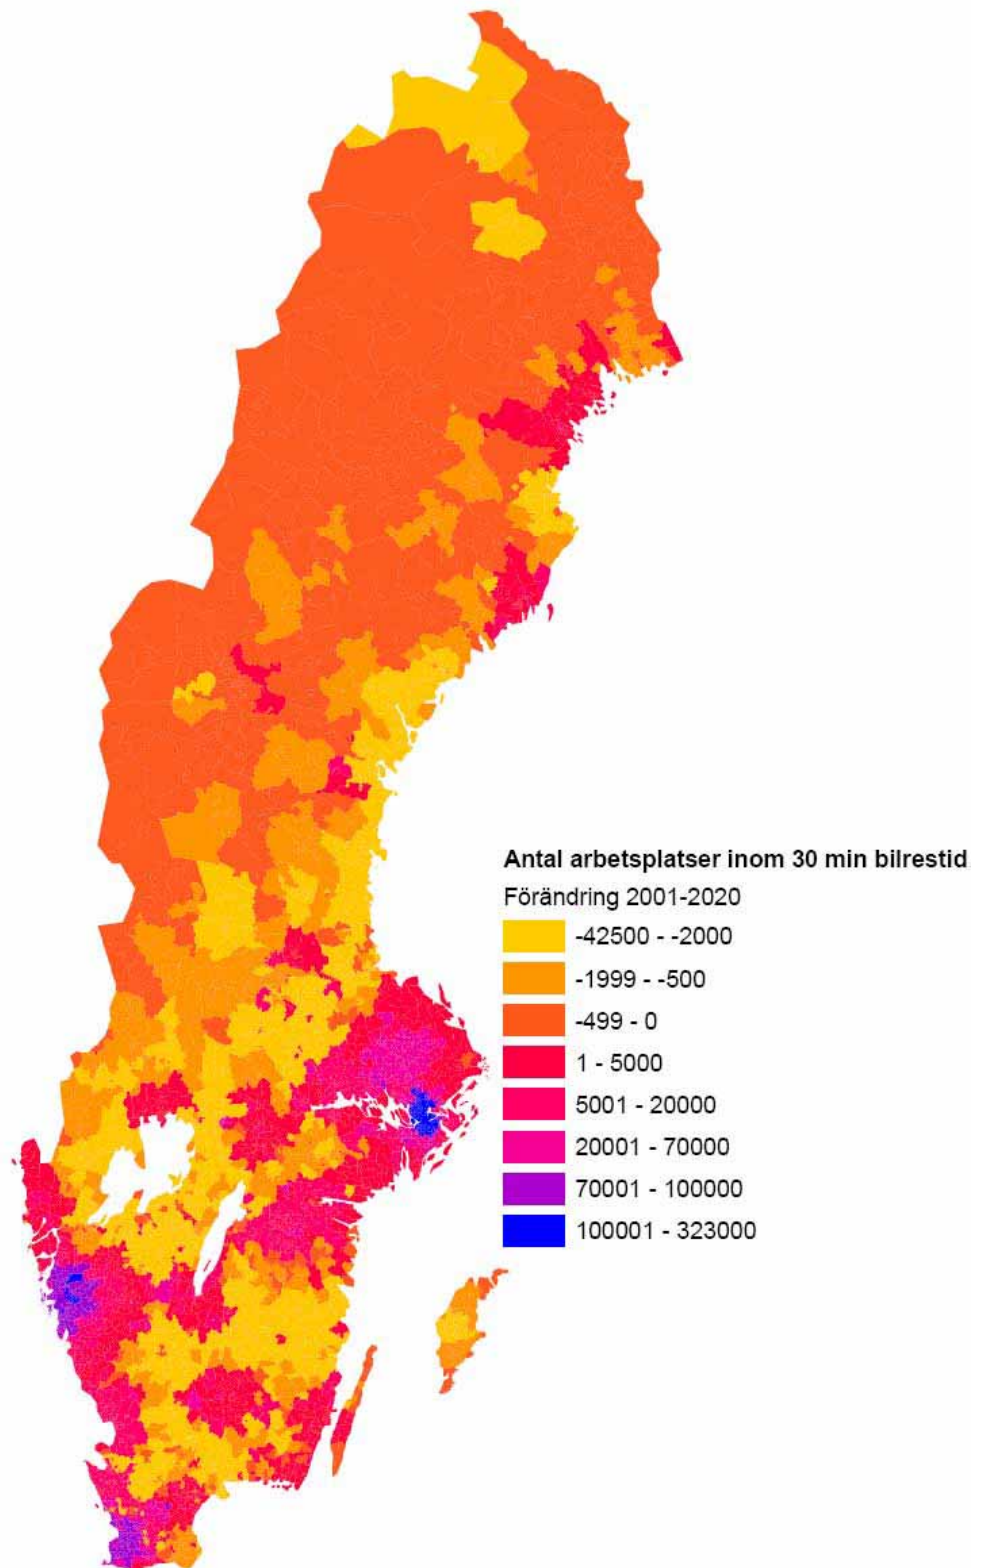 Antal arbetsplatser inom 30 min bilrestid
Förändring 2001-2020
-42500 - -2000
-1999 - -500
-499 - 0
1 - 5000
5001 - 20000
20001 - 70000
70001 - 100000
100001 - 323000